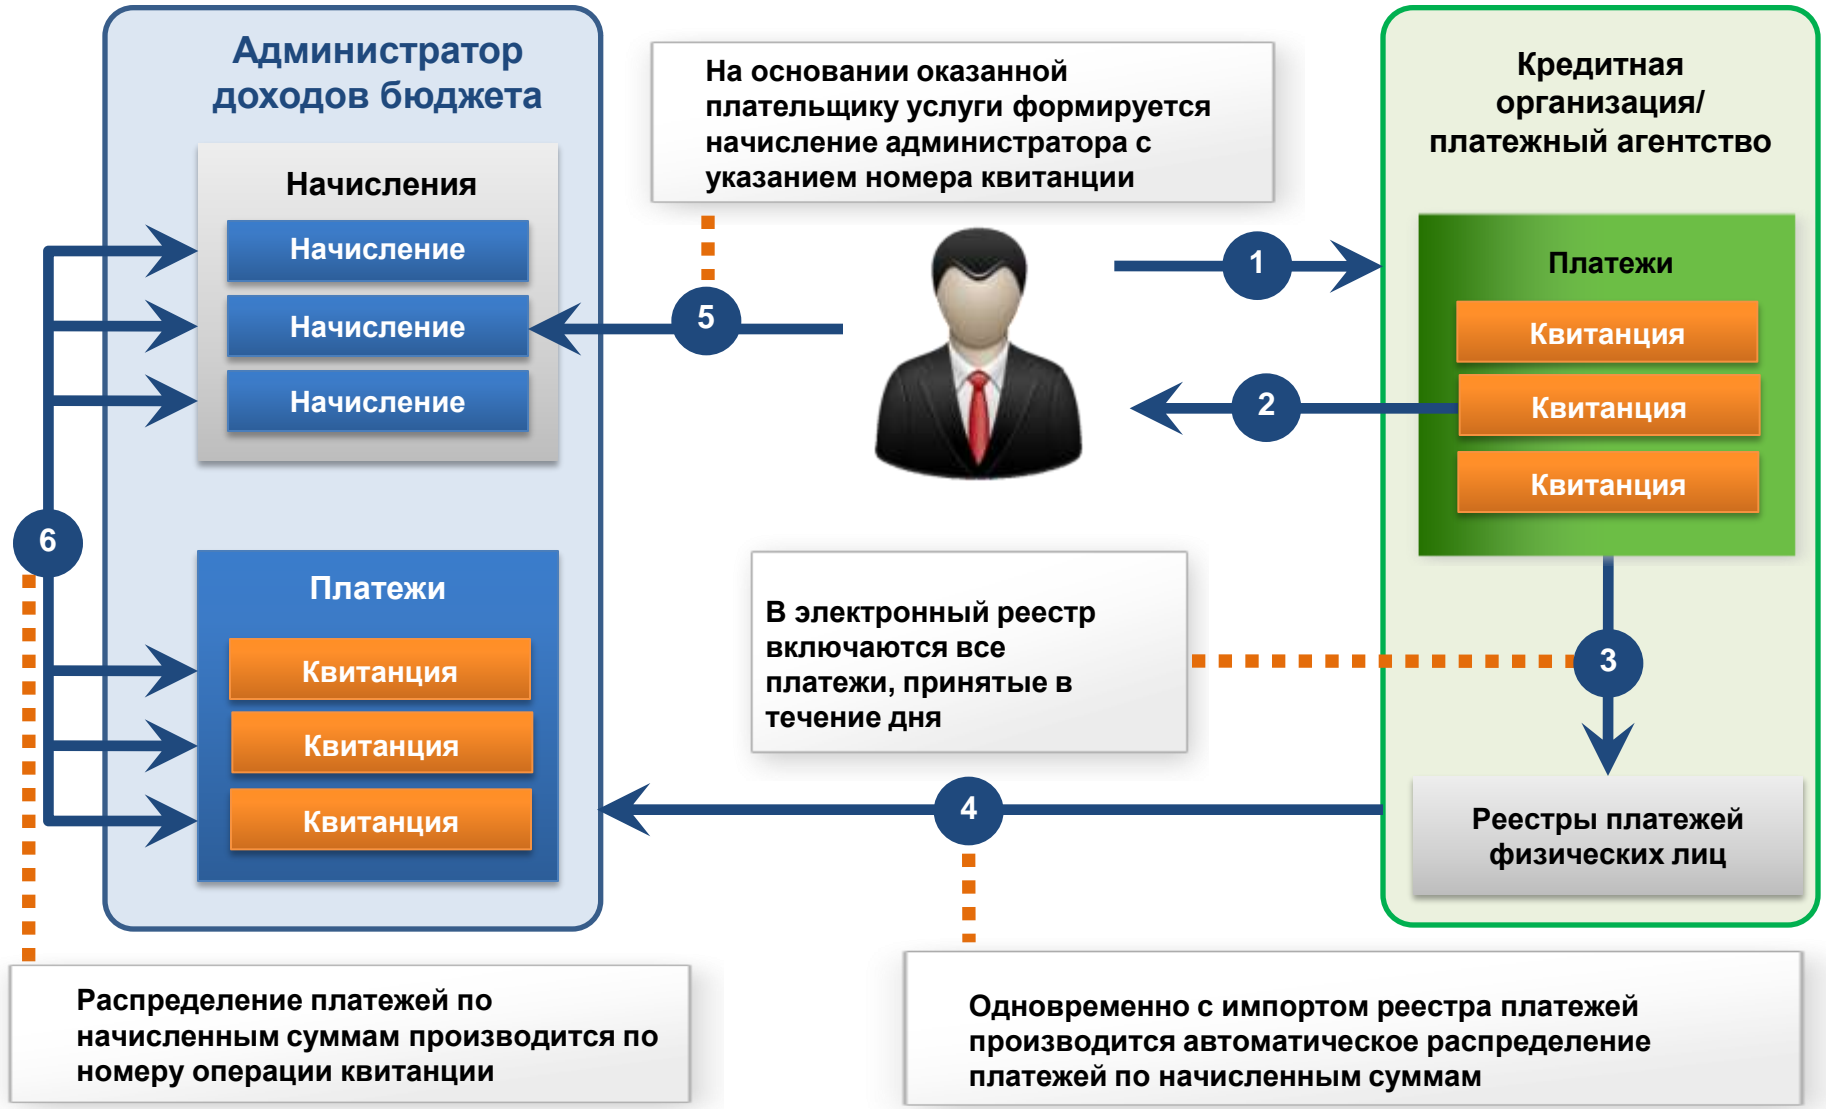 Администратор
доходов бюджета
Начисления
Начисление
Начисление
Начисление
Платежи
Квитанция
Квитанция
Квитанция
6
Распределение платежей по
начисленным суммам производится по
номеру операции квитанции
На основании оказанной
плательщику услуги формируется
начисление администратора с
указанием номера квитанции
5
1
2
В электронный реестр
включаются все
платежи, принятые в
течение дня
3
4
Одновременно с импортом реестра платежей
производится автоматическое распределение
платежей по начисленным суммам
Кредитная
организация/
платежный агентство
Платежи
Квитанция
Квитанция
Квитанция
Реестры платежей
физических лиц